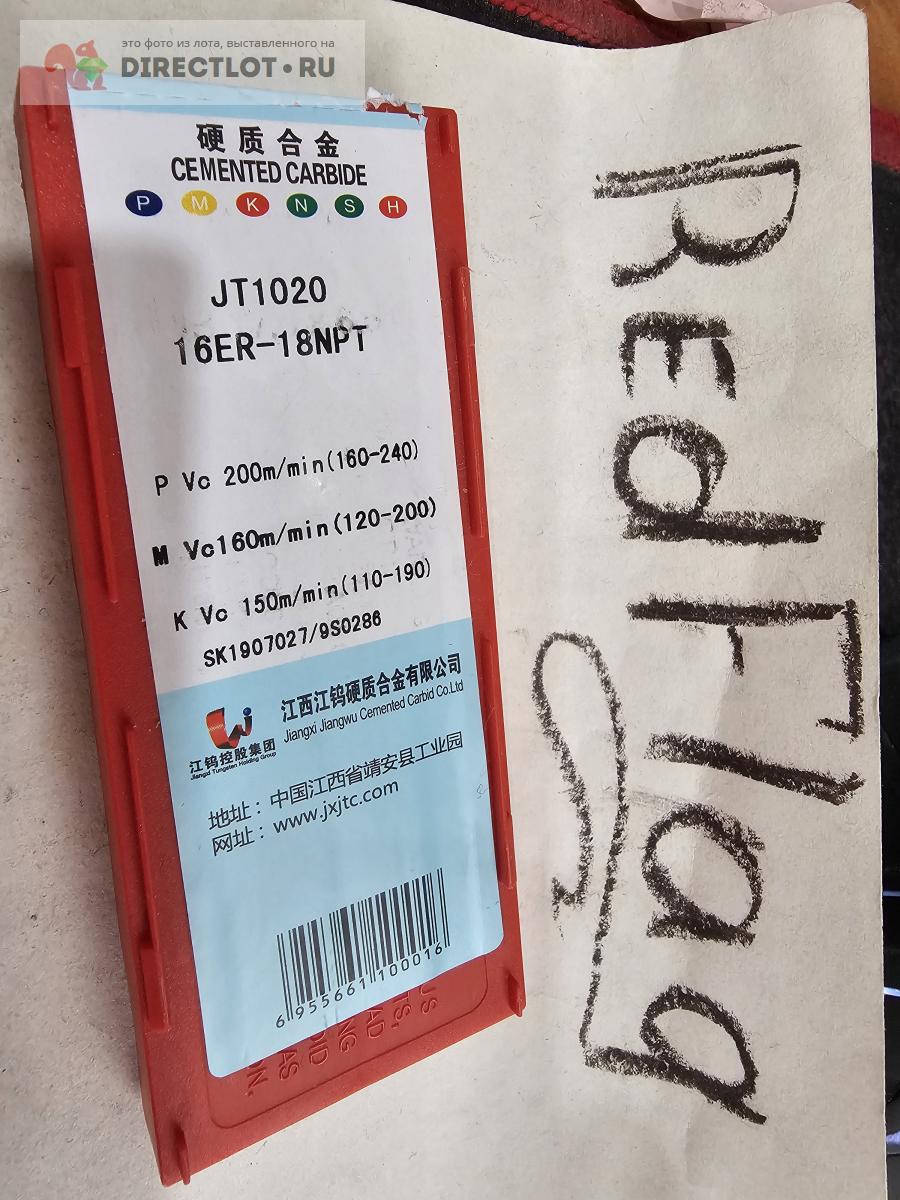 это фото из лота, выставленного на
DIRECTLOT•RU
硬质合金
CEMENTED CARBIDE
P M K N S H
JT1020
16ER-18NPT
P Vc 200m/min(160-240)
M Vc160m/min(120-200)
K Vc 150m/min(110-190)
SK1907027/9S0286
江钨控股集团
Jiangxi Tungsten Holding Group
江西江钨硬质合金有限公司
Jiangxi Jiangwu Cemented Carbid Co.Ltd
地址：中国江西省靖安县工业园
网址：www.jxjtc.com
6955661100016
Red Flag